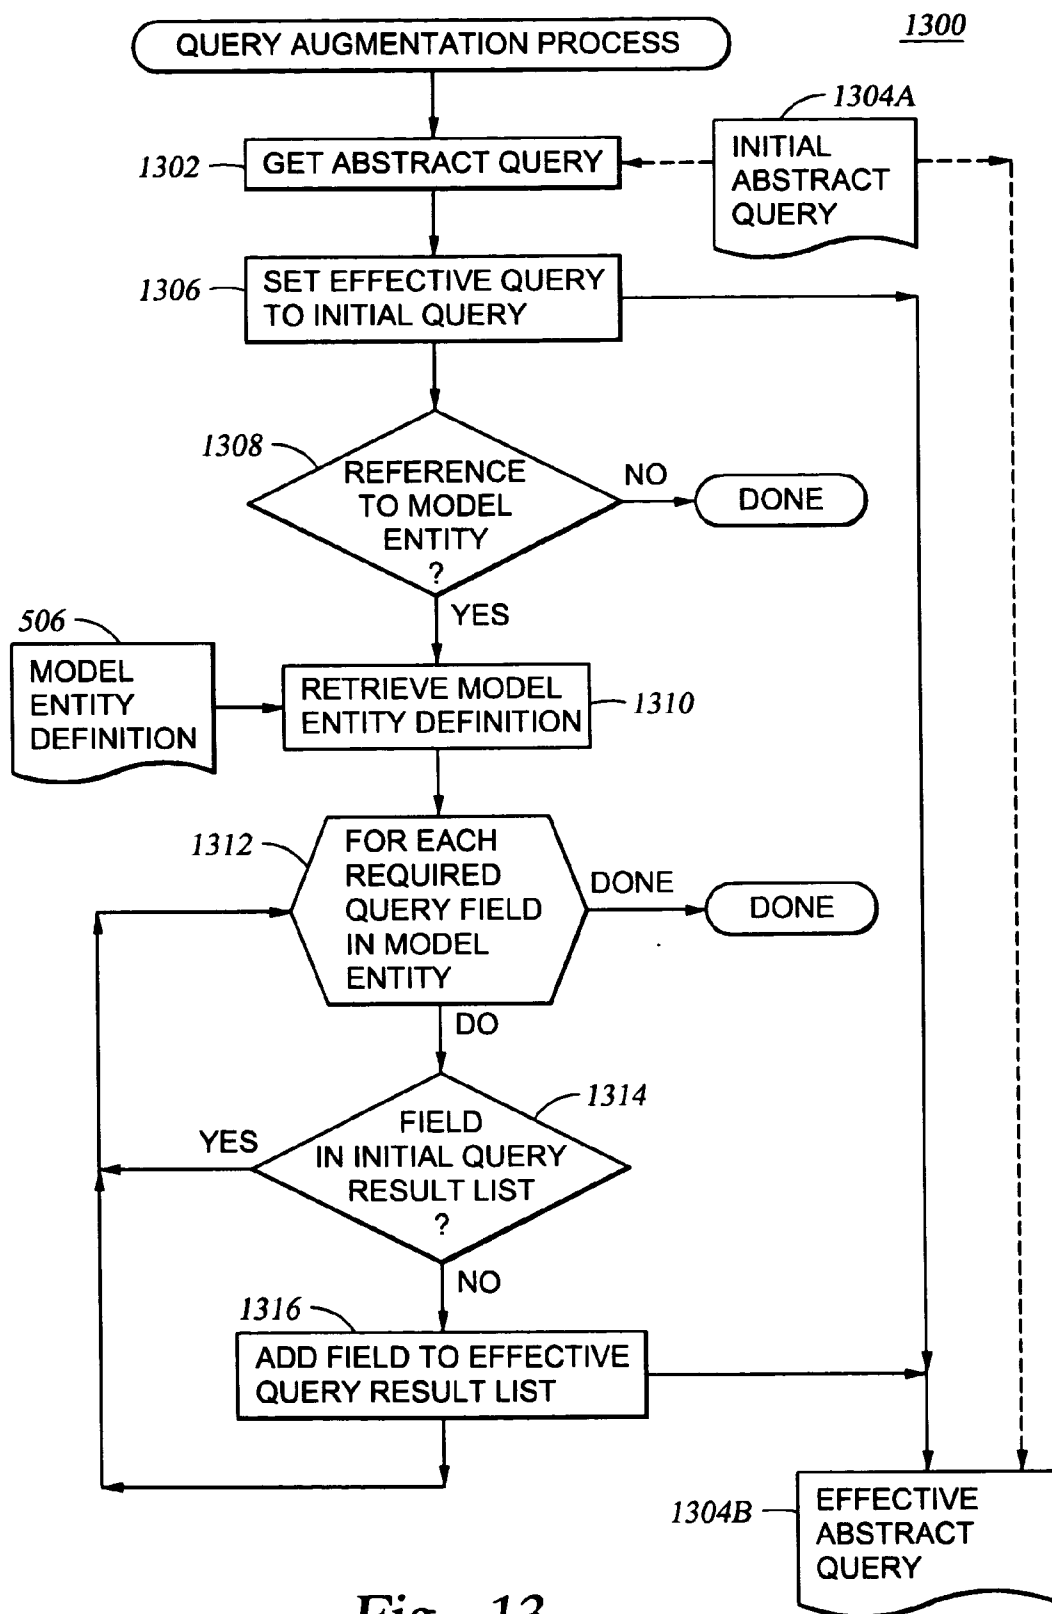 1300
QUERY AUGMENTATION PROCESS
1304A
1302
GET ABSTRACT QUERY
INITIAL
ABSTRACT
QUERY
1306
SET EFFECTIVE QUERY
TO INITIAL QUERY
1308
REFERENCE
TO MODEL
ENTITY
?
NO
DONE
YES
506
MODEL
ENTITY
DEFINITION
RETRIEVE MODEL
ENTITY DEFINITION
1310
1312
FOR EACH
REQUIRED
QUERY FIELD
IN MODEL
ENTITY
DONE
DONE
DO
1314
FIELD
IN INITIAL QUERY
RESULT LIST
?
YES
NO
1316
ADD FIELD TO EFFECTIVE
QUERY RESULT LIST
1304B
EFFECTIVE
ABSTRACT
QUERY
Fig. 13